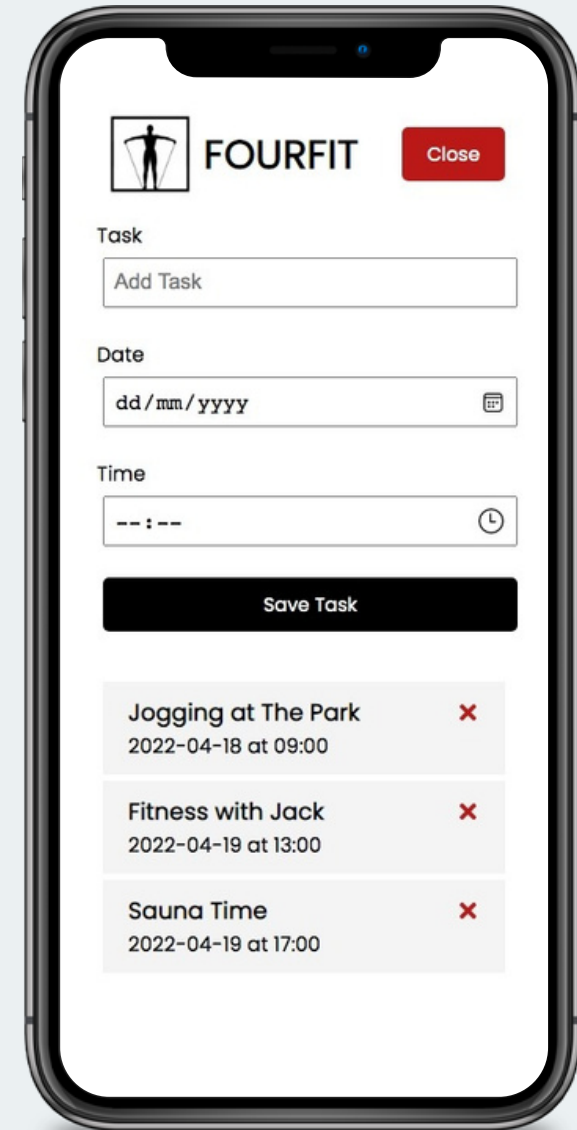 FOURFIT
Close
Task
Add Task
Date
dd/mm/yyyy
Time
--:--
Save Task
Jogging at The Park
2022-04-18 at 09:00
Fitness with Jack
2022-04-19 at 13:00
Sauna Time
2022-04-19 at 17:00